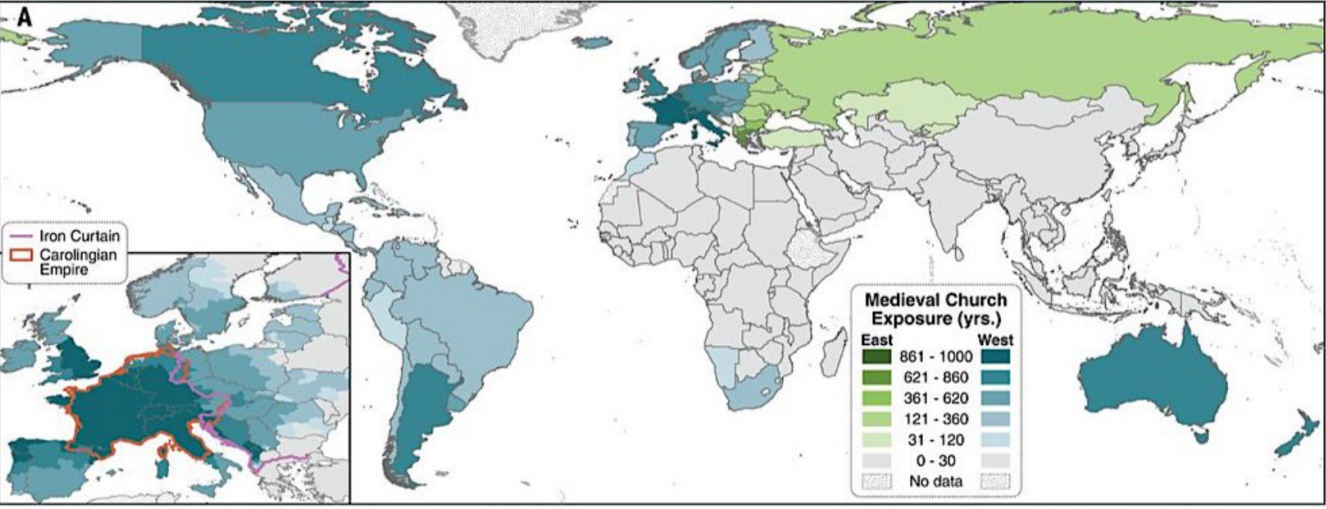 A
Iron Curtain
Carolingian
Empire
Medieval Church
Exposure (yrs.)
East West
861 - 1000
621 - 860
361 - 620
121 - 360
31 - 120
0 - 30
No data